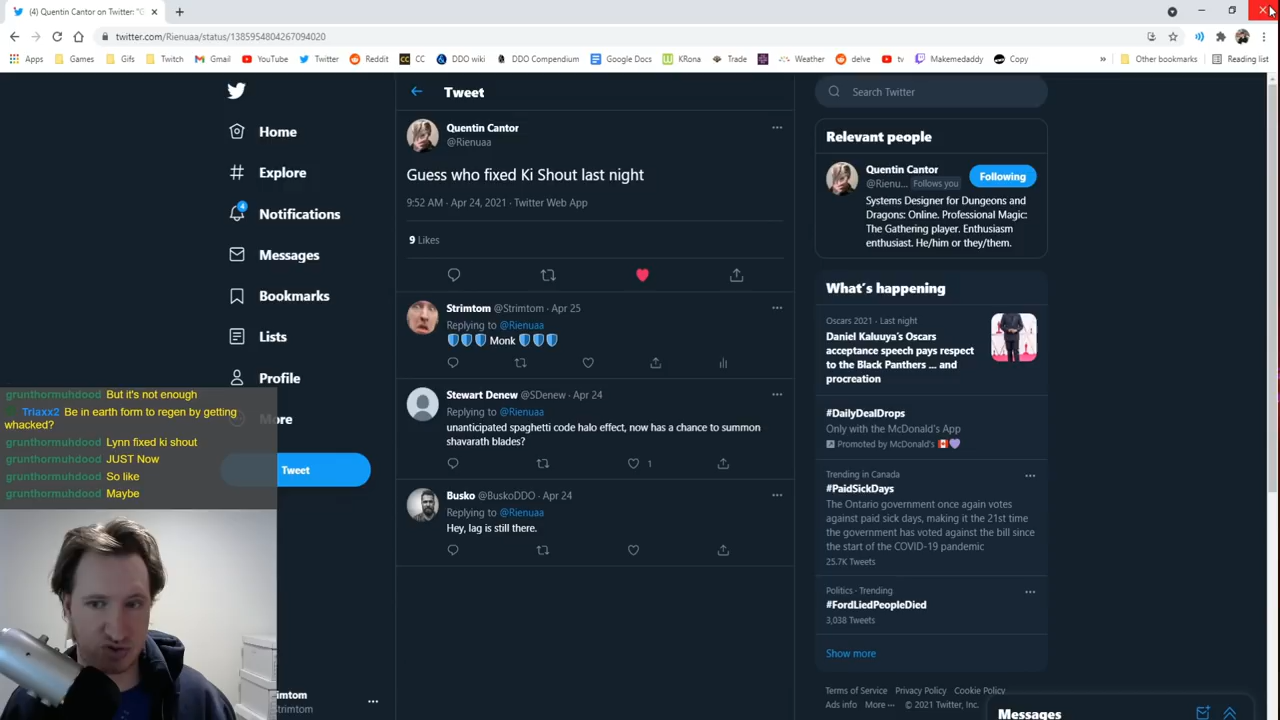 (4) Quentin Cantor on Twitter: "G
twitter.com/Rienuaa/status/1385954804267094020
Apps Games Gifs Twitch Gmail YouTube Twitter Reddit CC DDO wiki DDO Compendium Google Docs KRona Trade Weather delve tv Makemedaddy Copy » Other bookmarks Reading list
Home
Explore
4
Notifications
Messages
Bookmarks
Lists
Profile
More
Tweet
Tweet
Quentin Cantor
@Rienuaa
Guess who fixed Ki Shout last night
9:52 AM · Apr 24, 2021 · Twitter Web App
9 Likes
Strimtom @Strimtom · Apr 25
Replying to @Rienuaa
🛡️🛡️🛡️ Monk 🛡️🛡️🛡️
Stewart Denew @SDenew · Apr 24
Replying to @Rienuaa
unanticipated spaghetti code halo effect, now has a chance to summon
shavarath blades?
1
Busko @BuskoDDO · Apr 24
Replying to @Rienuaa
Hey, lag is still there.
Search Twitter
Relevant people
Quentin Cantor
@Rienu... Follows you
Following
Systems Designer for Dungeons and
Dragons: Online. Professional Magic:
The Gathering player. Enthusiasm
enthusiast. He/him or they/them.
What's happening
Oscars 2021 · Last night
Daniel Kaluuya's Oscars
acceptance speech pays respect
to the Black Panthers ... and
procreation
#DailyDealDrops
Only with the McDonald's App
Promoted by McDonald's 🇨🇦💜
Trending in Canada
#PaidSickDays
The Ontario government once again votes
against paid sick days, making it the 21st time
the government has voted against the bill since
the start of the COVID-19 pandemic
25.7K Tweets
Politics · Trending
#FordLiedPeopleDied
3,038 Tweets
Show more
Terms of Service Privacy Policy Cookie Policy
Ads info More ··· © 2021 Twitter, Inc.
Messages
grunthormuhdood But it's not enough
Triaxx2 Be in earth form to regen by getting
whacked?
grunthormuhdood Lynn fixed ki shout
grunthormuhdood JUST Now
grunthormuhdood So like
grunthormuhdood Maybe
imtom
trimtom